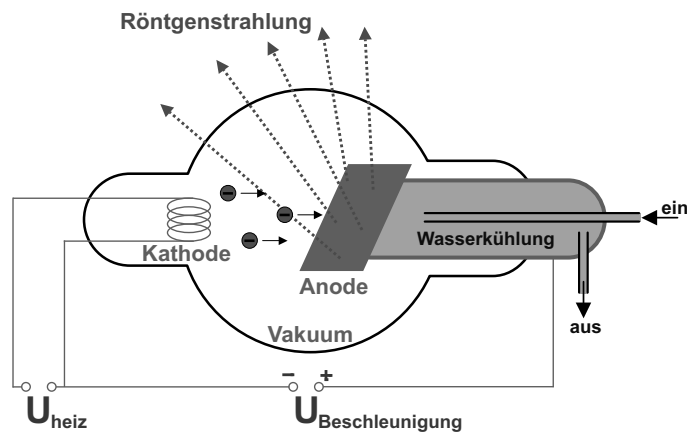 Röntgenstrahlung
ein
Wasserkühlung
Kathode
Anode
aus
Vakuum
− +
Uheiz
UBeschleunigung